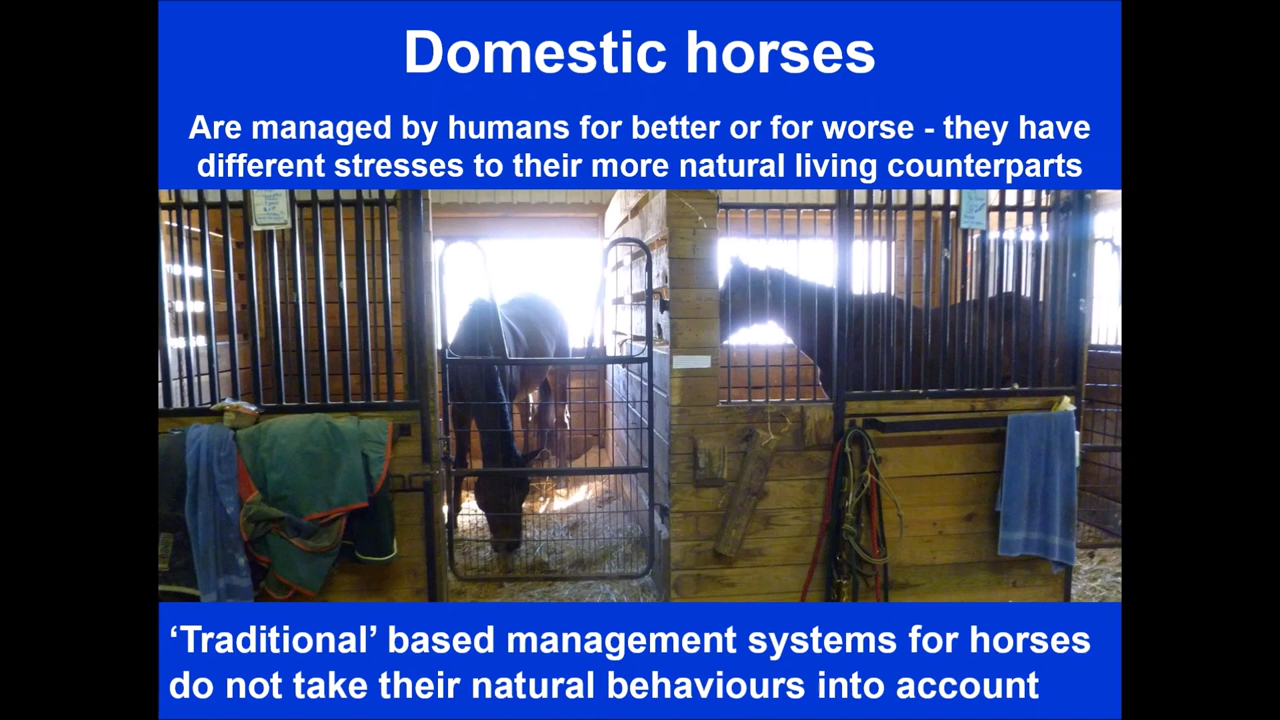 Domestic horses
Are managed by humans for better or for worse - they have
different stresses to their more natural living counterparts
‘Traditional’ based management systems for horses
do not take their natural behaviours into account